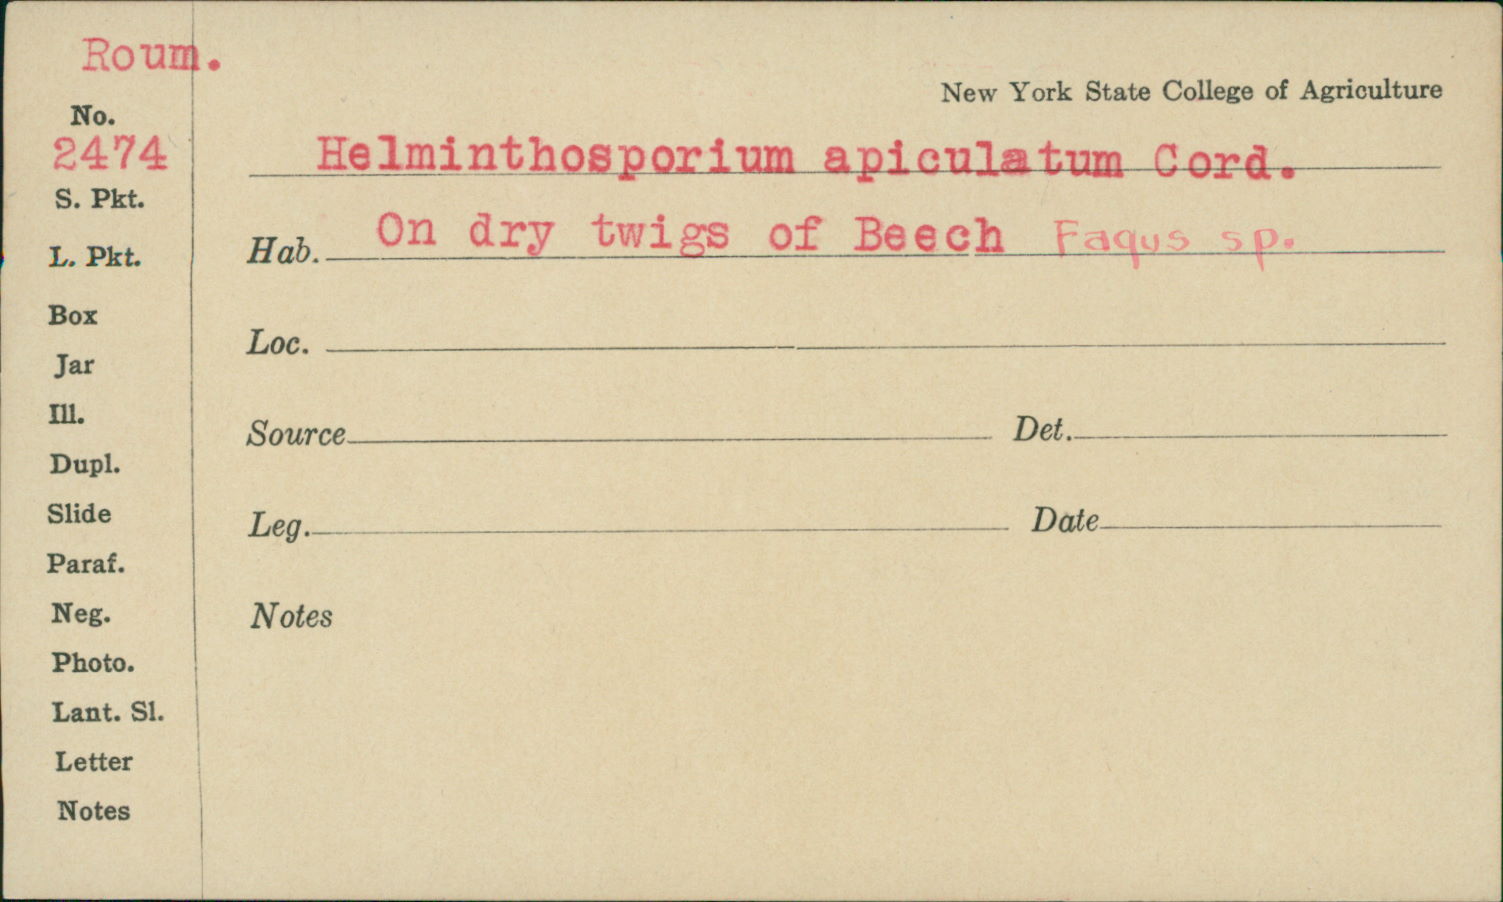 Roum.
New York State College of Agriculture
No.
2474
Helminthosporium apiculatum Cord.
S. Pkt.
Hab. On dry twigs of Beech Fagus sp.
L. Pkt.
Box
Loc.
Jar
Ill.
Source Det.
Dupl.
Slide
Leg. Date
Paraf.
Neg.
Notes
Photo.
Lant. Sl.
Letter
Notes